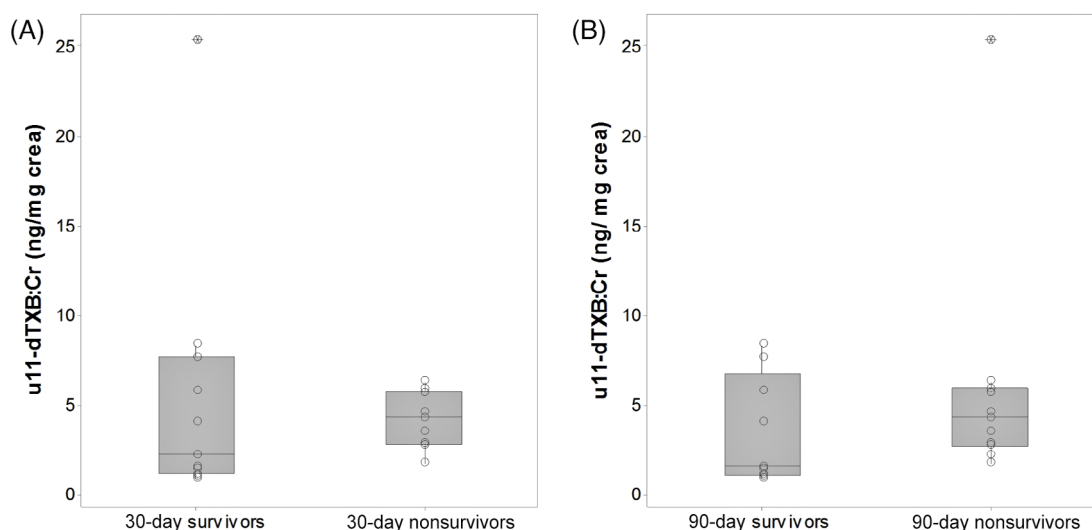 (A)
u11-dTXB:Cr (ng/mg crea)
25
20
15
10
5
0
30-day survivors
30-day nonsurvivors
(B)
u11-dTXB:Cr (ng/ mg crea)
25
20
15
10
5
0
90-day survivors
90-day nonsurvivors